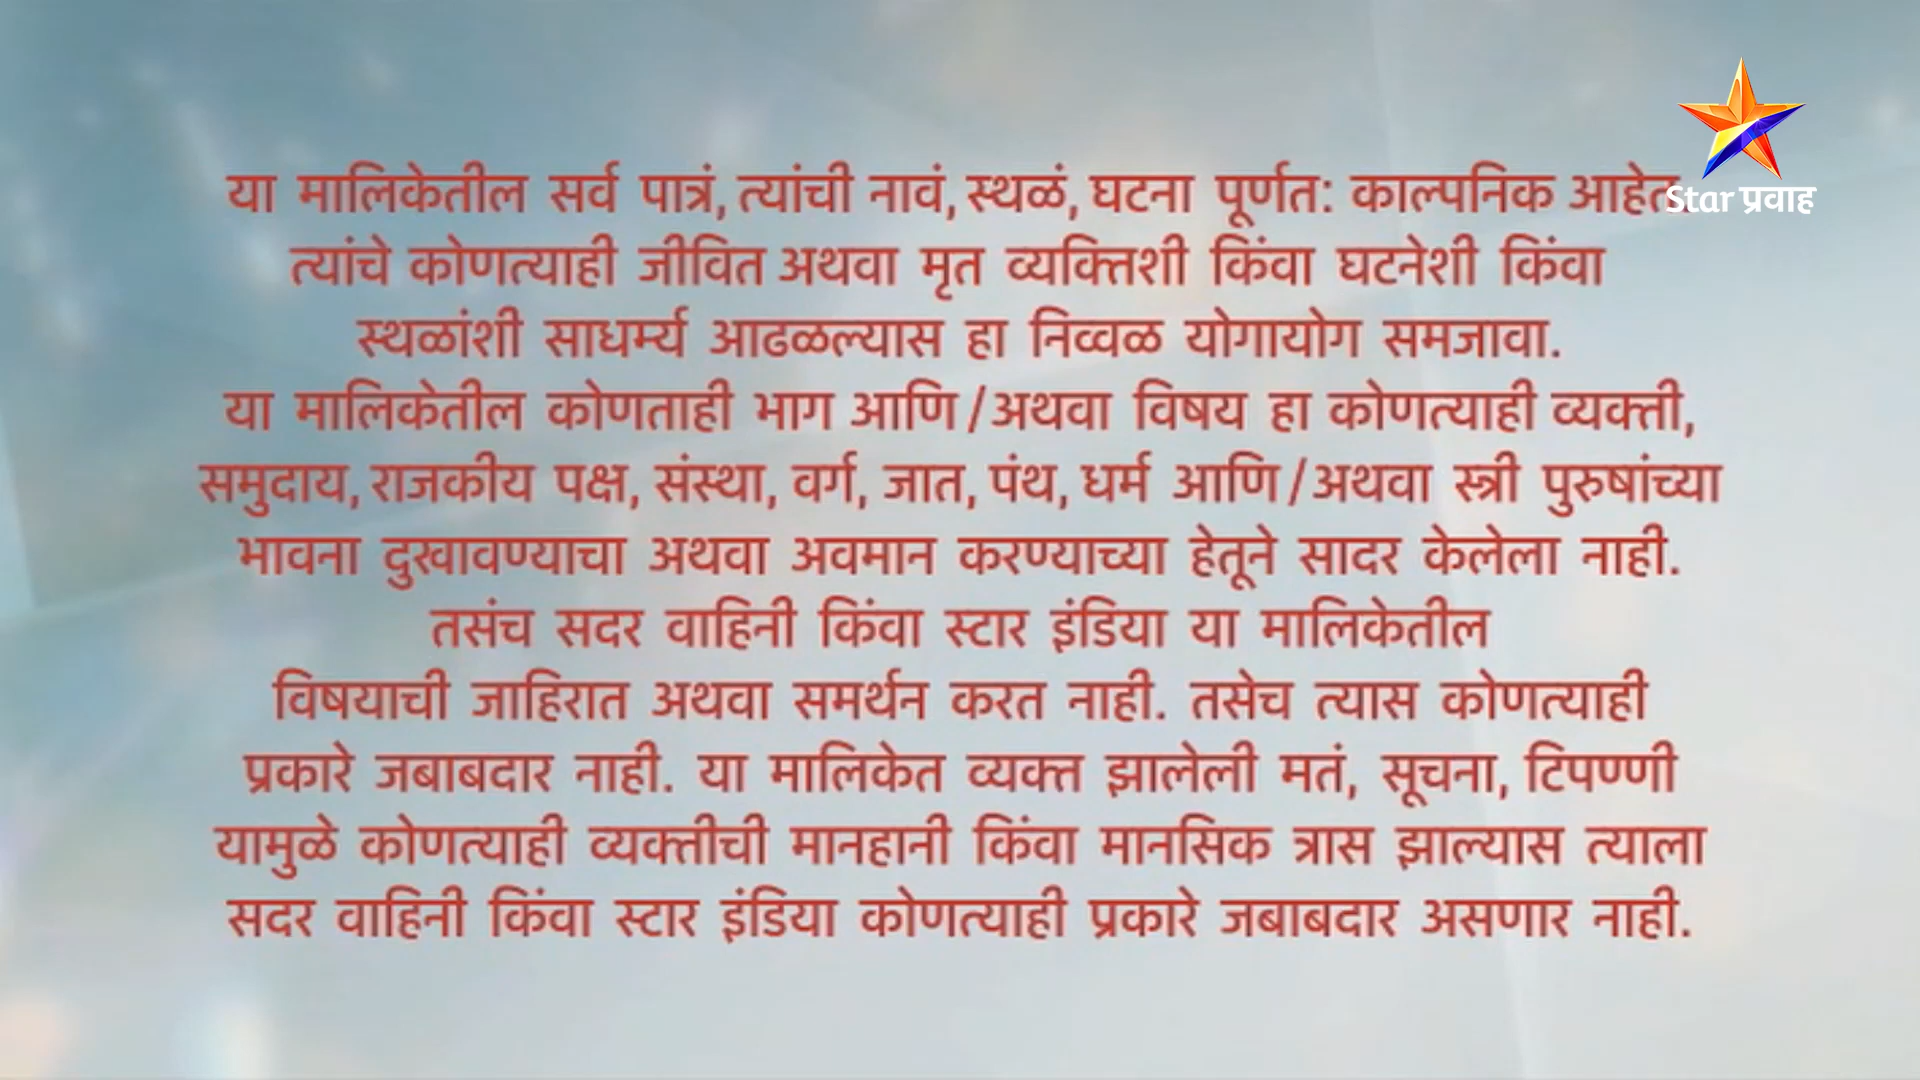 या मालिकेतील सर्व पात्रं, त्यांची नावं, स्थळं, घटना पूर्णत: काल्पनिक आहेत.
Star प्रवाह
त्यांचे कोणत्याही जीवित अथवा मृत व्यक्तिशी किंवा घटनेशी किंवा
स्थळांशी साधर्म्य आढळल्यास हा निव्वळ योगायोग समजावा.
या मालिकेतील कोणताही भाग आणि/अथवा विषय हा कोणत्याही व्यक्ती,
समुदाय, राजकीय पक्ष, संस्था, वर्ग, जात, पंथ, धर्म आणि/अथवा स्त्री पुरुषांच्या
भावना दुखावण्याचा अथवा अवमान करण्याच्या हेतूने सादर केलेला नाही.
तसंच सदर वाहिनी किंवा स्टार इंडिया या मालिकेतील
विषयाची जाहिरात अथवा समर्थन करत नाही. तसेच त्यास कोणत्याही
प्रकारे जबाबदार नाही. या मालिकेत व्यक्त झालेली मतं, सूचना, टिपण्णी
यामुळे कोणत्याही व्यक्तीची मानहानी किंवा मानसिक त्रास झाल्यास त्याला
सदर वाहिनी किंवा स्टार इंडिया कोणत्याही प्रकारे जबाबदार असणार नाही.